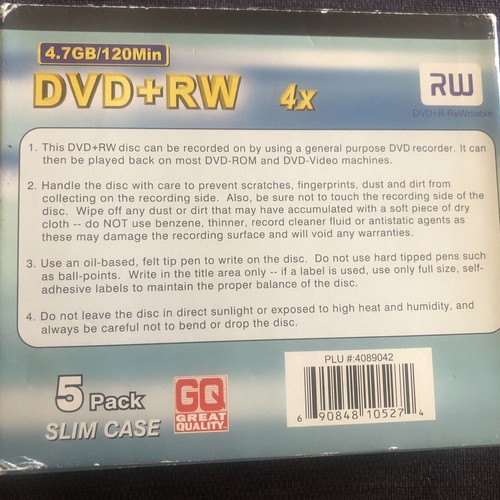 4.7GB/120Min
DVD+RW 4x
RW
DVD+R ReWritable
1. This DVD+RW disc can be recorded on by using a general purpose DVD recorder. It can
then be played back on most DVD-ROM and DVD-Video machines.
2. Handle the disc with care to prevent scratches, fingerprints, dust and dirt from
collecting on the recording side. Also, be sure not to touch the recording side of the
disc. Wipe off any dust or dirt that may have accumulated with a soft piece of dry
cloth -- do NOT use benzene, thinner, record cleaner fluid or antistatic agents as
these may damage the recording surface and will void any warranties.
3. Use an oil-based, felt tip pen to write on the disc. Do not use hard tipped pens such
as ball-points. Write in the title area only -- if a label is used, use only full size, self-
adhesive labels to maintain the proper balance of the disc.
4. Do not leave the disc in direct sunlight or exposed to high heat and humidity, and
always be careful not to bend or drop the disc.
PLU #:4089042
6 90848 10527 4
5 Pack
SLIM CASE
GQ
GREAT
QUALITY